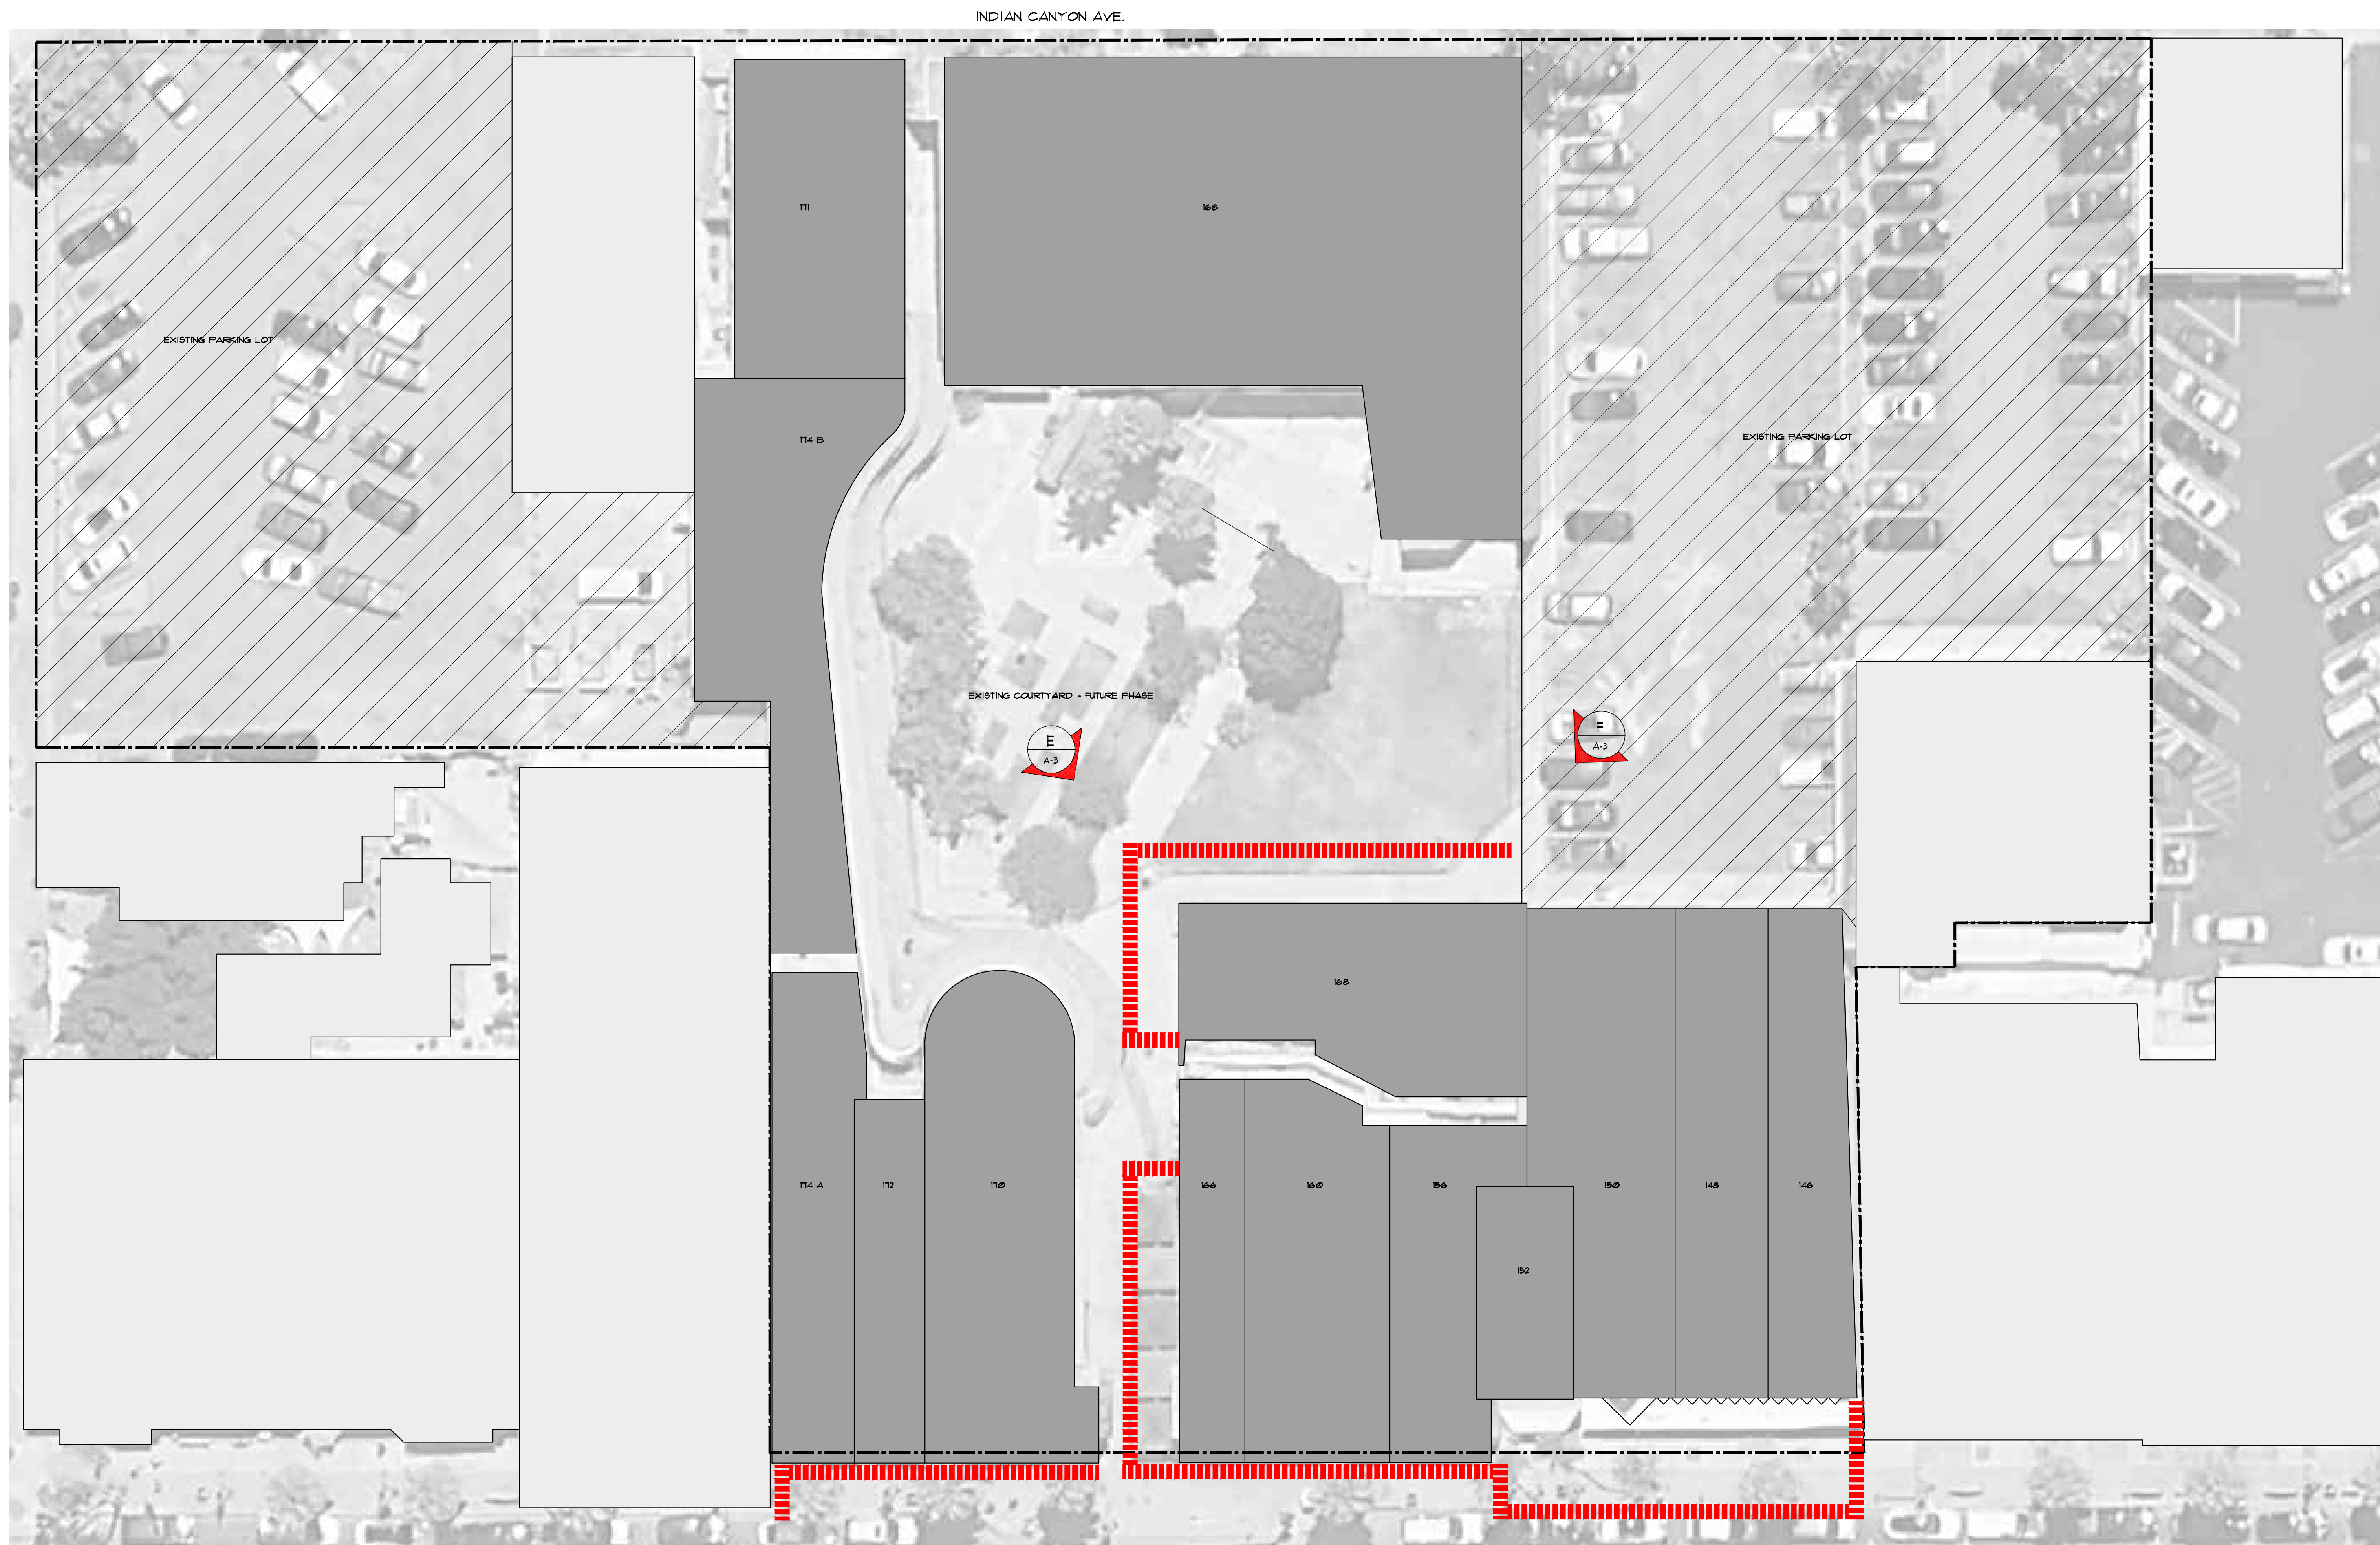 INDIAN CANYON AVE.
171
168
EXISTING PARKING LOT
174 B
EXISTING PARKING LOT
EXISTING COURTYARD - FUTURE PHASE
E
A-3
F
A-3
168
174 A
172
170
166
160
156
150
148
146
152